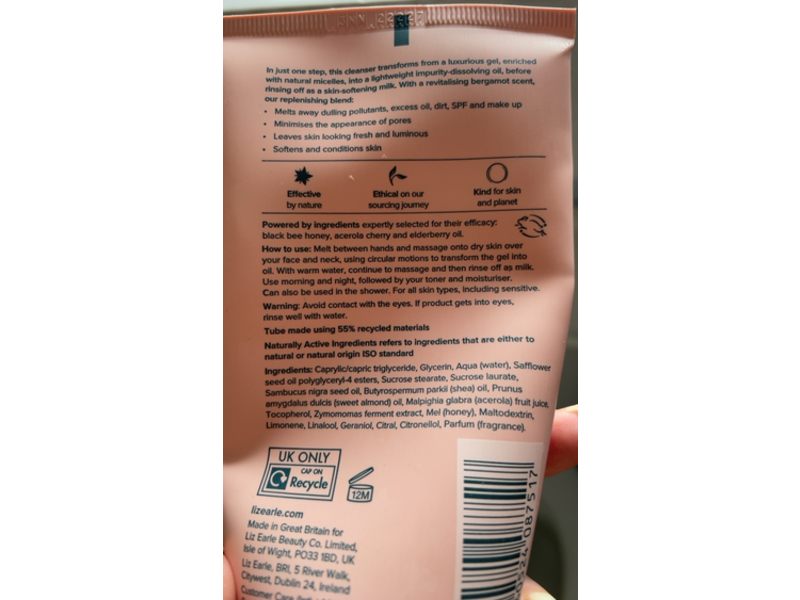 In just one step, this cleanser transforms from a luxurious gel, enriched
with natural micelles, into a lightweight impurity-dissolving oil, before
rinsing off as a skin-softening milk. With a revitalising bergamot scent,
our replenishing blend:
• Melts away dulling pollutants, excess oil, dirt, SPF and make up
• Minimises the appearance of pores
• Leaves skin looking fresh and luminous
• Softens and conditions skin
Effective
by nature
Ethical on our
sourcing journey
Kind for skin
and planet
Powered by ingredients expertly selected for their efficacy:
black bee honey, acerola cherry and elderberry oil.
How to use: Melt between hands and massage onto dry skin over
your face and neck, using circular motions to transform the gel into
oil. With warm water, continue to massage and then rinse off as milk.
Use morning and night, followed by your toner and moisturiser.
Can also be used in the shower. For all skin types, including sensitive.
Warning: Avoid contact with the eyes. If product gets into eyes,
rinse well with water.
Tube made using 55% recycled materials
Naturally Active Ingredients refers to ingredients that are either to
natural or natural origin ISO standard
Ingredients: Caprylic/capric triglyceride, Glycerin, Aqua (water), Safflower
seed oil polyglyceryl-4 esters, Sucrose stearate, Sucrose laurate,
Sambucus nigra seed oil, Butyrospermum parkii (shea) oil, Prunus
amygdalus dulcis (sweet almond) oil, Malpighia glabra (acerola) fruit juice,
Tocopherol, Zymomomas ferment extract, Mel (honey), Maltodextrin,
Limonene, Linalool, Geraniol, Citral, Citronellol, Parfum (fragrance).
UK ONLY
CAP ON
Recycle
12M
lizearle.com
Made in Great Britain for
Liz Earle Beauty Co. Limited,
Isle of Wight, PO33 1BD, UK
Liz Earle, BRI, 5 River Walk,
Citywest, Dublin 24, Ireland
Customer Care
087517